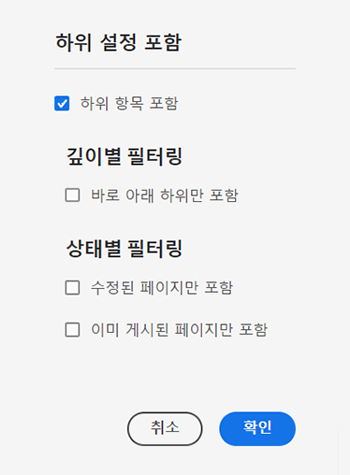 하위 설정 포함
하위 항목 포함
깊이별 필터링
바로 아래 하위만 포함
상태별 필터링
수정된 페이지만 포함
이미 게시된 페이지만 포함
취소
확인